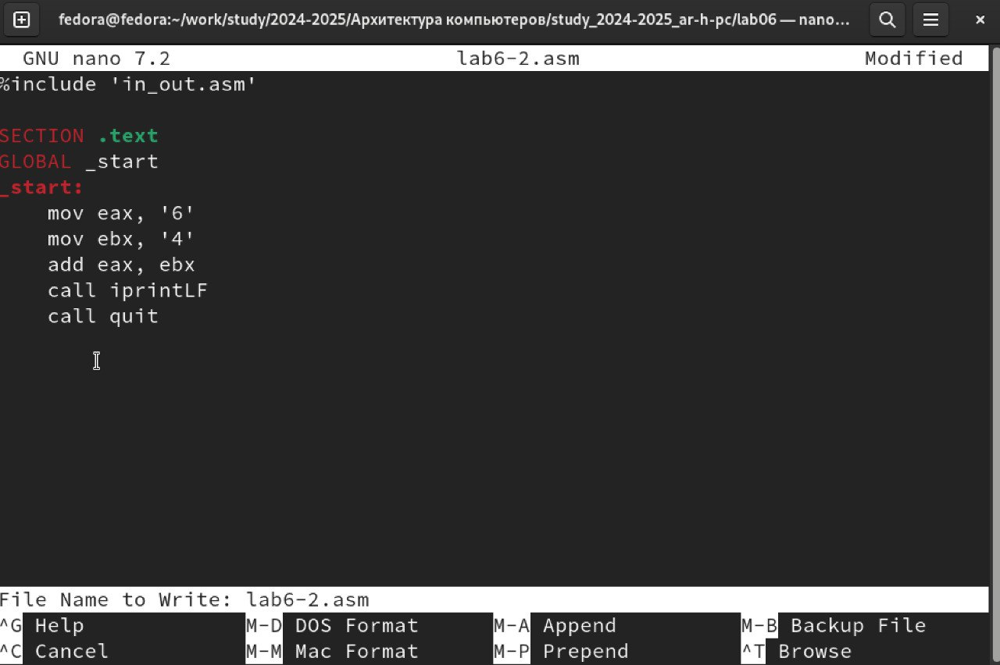 fedora@fedora:~/work/study/2024-2025/Архитектура компьютеров/study_2024-2025_ar-h-pc/lab06 — nano...
GNU nano 7.2 lab6-2.asm Modified
%include 'in_out.asm'
SECTION .text
GLOBAL _start
_start:
mov eax, '6'
mov ebx, '4'
add eax, ebx
call iprintLF
call quit
File Name to Write: lab6-2.asm
^G Help M-D DOS Format M-A Append M-B Backup File
^C Cancel M-M Mac Format M-P Prepend ^T Browse